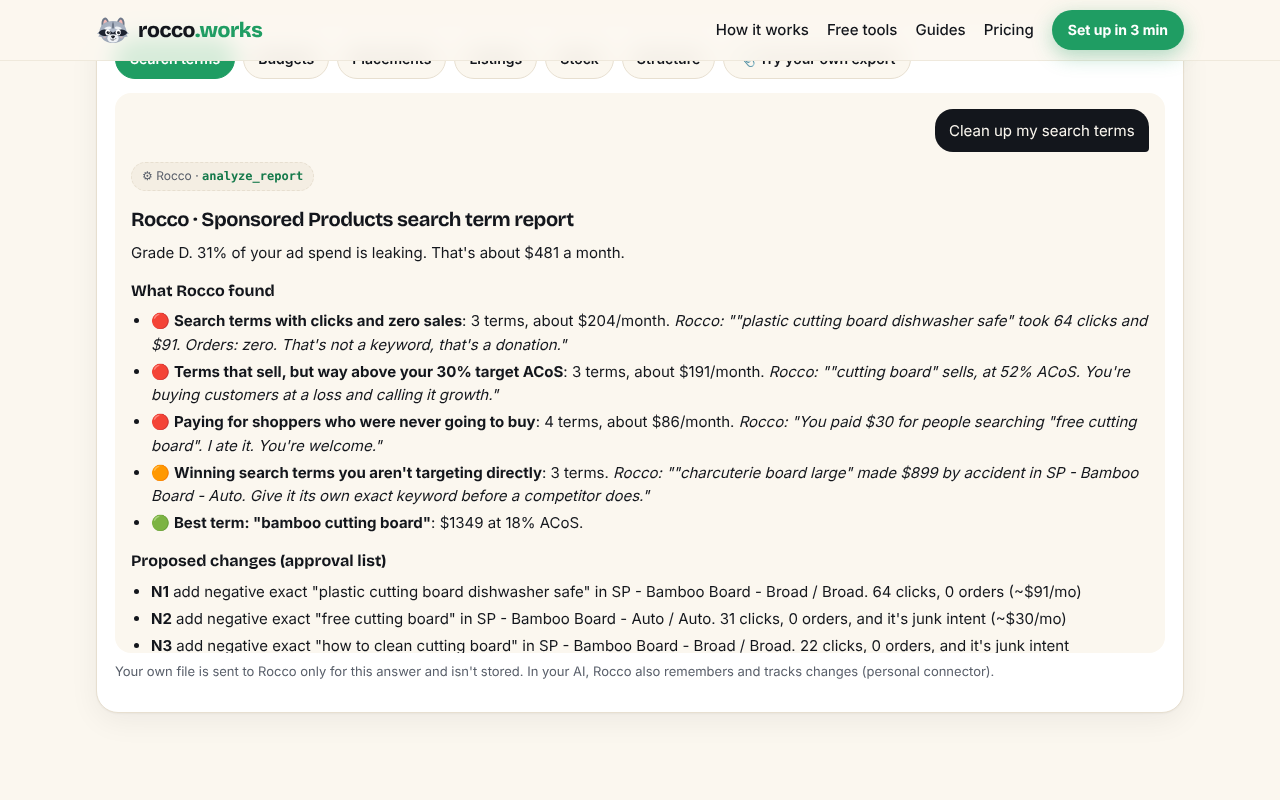 rocco.works
How it works
Free tools
Guides
Pricing
Set up in 3 min
Search terms
Budgets
Placements
Listings
Stock
Structure
Try your own export
Clean up my search terms
Rocco · analyze_report
Rocco · Sponsored Products search term report
Grade D. 31% of your ad spend is leaking. That's about $481 a month.
What Rocco found
• 🔴 Search terms with clicks and zero sales: 3 terms, about $204/month. Rocco: ""plastic cutting board dishwasher safe" took 64 clicks and
$91. Orders: zero. That's not a keyword, that's a donation."
• 🔴 Terms that sell, but way above your 30% target ACoS: 3 terms, about $191/month. Rocco: ""cutting board" sells, at 52% ACoS. You're
buying customers at a loss and calling it growth."
• 🔴 Paying for shoppers who were never going to buy: 4 terms, about $86/month. Rocco: "You paid $30 for people searching "free cutting
board". I ate it. You're welcome."
• 🟠 Winning search terms you aren't targeting directly: 3 terms. Rocco: ""charcuterie board large" made $899 by accident in SP - Bamboo
Board - Auto. Give it its own exact keyword before a competitor does."
• 🟢 Best term: "bamboo cutting board": $1349 at 18% ACoS.
Proposed changes (approval list)
• N1 add negative exact "plastic cutting board dishwasher safe" in SP - Bamboo Board - Broad / Broad. 64 clicks, 0 orders (~$91/mo)
• N2 add negative exact "free cutting board" in SP - Bamboo Board - Auto / Auto. 31 clicks, 0 orders, and it's junk intent (~$30/mo)
• N3 add negative exact "how to clean cutting board" in SP - Bamboo Board - Broad / Broad. 22 clicks, 0 orders, and it's junk intent
Your own file is sent to Rocco only for this answer and isn't stored. In your AI, Rocco also remembers and tracks changes (personal connector).